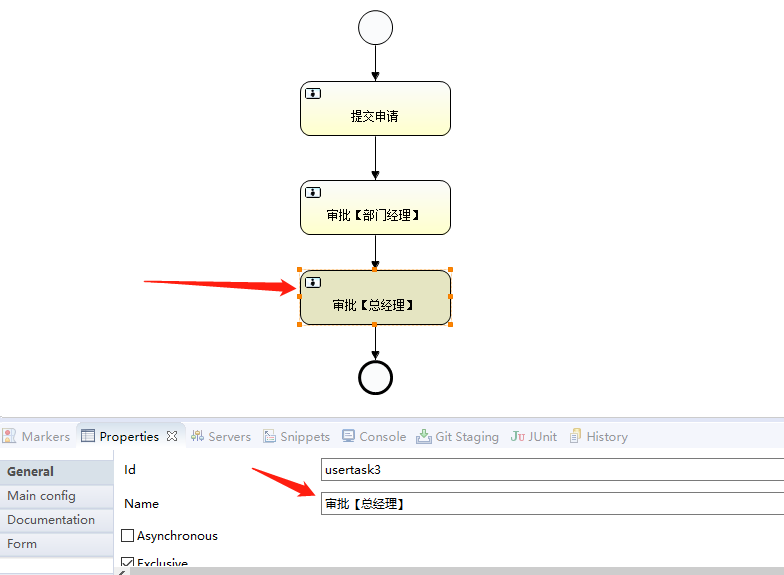 提交申请
审批【部门经理】
审批【总经理】
Markers Properties Servers Snippets Console Git Staging JUnit History
General
Id usertask3
Main config
Name 审批【总经理】
Documentation
Asynchronous
Form
Exclusive